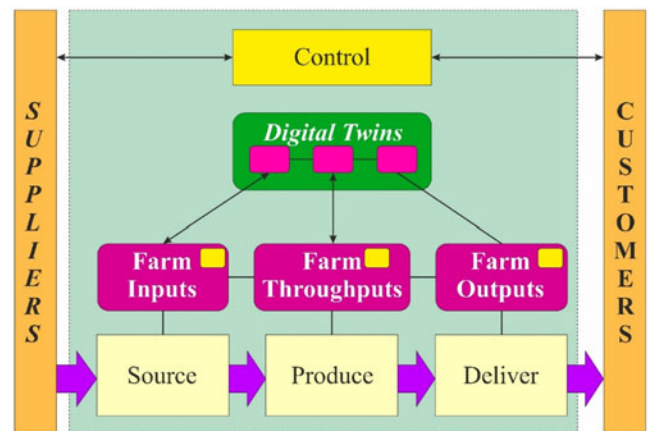 SUPPLIERS
Control
CUSTOMERS
Digital Twins
Farm
Inputs
Farm
Throughputs
Farm
Outputs
Source
Produce
Deliver